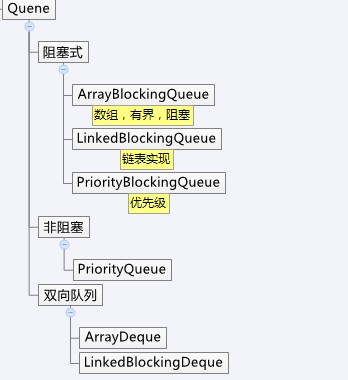 Quene
阻塞式
ArrayBlockingQueue
数组，有界，阻塞
LinkedBlockingQueue
链表实现
PriorityBlockingQueue
优先级
非阻塞
PriorityQueue
双向队列
ArrayDeque
LinkedBlockingDeque